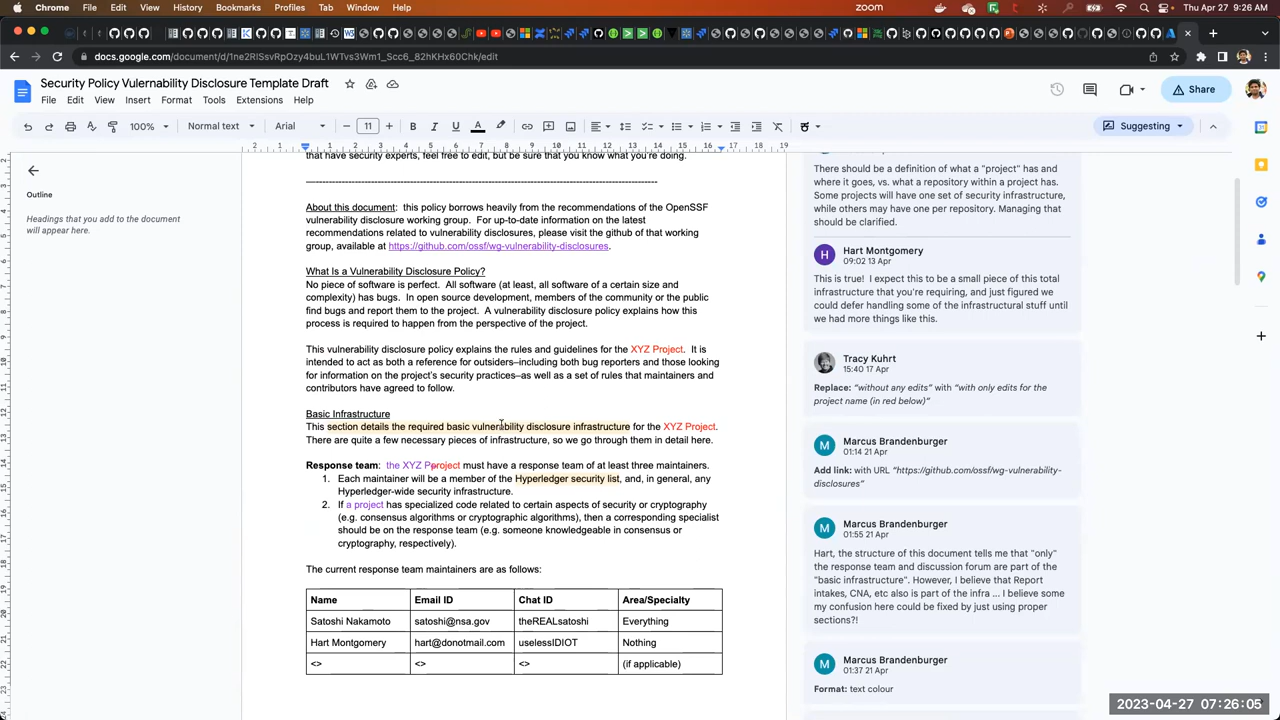 Chrome File Edit View History Bookmarks Profiles Tab Window Help Thu 27 Apr 7:26 AM
docs.google.com/document/d/1ne2RISsvRpOzy4buL1WTvs3Wm1_Scc6_82hKHx60Chk/edit
Security Policy Vulernability Disclosure Template Draft
File Edit View Insert Format Tools Extensions Help
Share
100% Normal text Arial 11 Suggesting
2 1 1 2 3 4 5 6 7 8 9 10 11 12 13 14 15 16 17 18 19
Outline
Headings that you add to the document
will appear here.
that have security experts, feel free to edit, but be sure that you know what you're doing.
About this document: this policy borrows heavily from the recommendations of the OpenSSF
vulnerability disclosure working group. For up-to-date information on the latest
recommendations related to vulnerability disclosures, please visit the github of that working
group, available at https://github.com/ossf/wg-vulnerability-disclosures.
What Is a Vulnerability Disclosure Policy?
No piece of software is perfect. All software (at least, all software of a certain size and
complexity) has bugs. In open source development, members of the community or the public
find bugs and report them to the project. A vulnerability disclosure policy explains how this
process is required to happen from the perspective of the project.
This vulnerability disclosure policy explains the rules and guidelines for the XYZ Project. It is
intended to act as both a reference for outsiders–including both bug reporters and those looking
for information on the project's security practices–as well as a set of rules that maintainers and
contributors have agreed to follow.
Basic Infrastructure
This section details the required basic vulnerability disclosure infrastructure for the XYZ Project.
There are quite a few necessary pieces of infrastructure, so we go through them in detail here.
Response team: the XYZ Pproject must have a response team of at least three maintainers.
1. Each maintainer will be a member of the Hyperledger security list, and, in general, any
Hyperledger-wide security infrastructure.
2. If a project has specialized code related to certain aspects of security or cryptography
(e.g. consensus algorithms or cryptographic algorithms), then a corresponding specialist
should be on the response team (e.g. someone knowledgeable in consensus or
cryptography, respectively).
The current response team maintainers are as follows:
Name Email ID Chat ID Area/Specialty
Satoshi Nakamoto satoshi@nsa.gov theREALsatoshi Everything
Hart Montgomery hart@donotmail.com uselessIDIOT Nothing
<> <> <> (if applicable)
There should be a definition of what a "project" has and
where it goes, vs. what a repository within a project has.
Some projects will have one set of security infrastructure,
while others may have one per repository. Managing that
should be clarified.
H Hart Montgomery
09:02 13 Apr
This is true! I expect this to be a small piece of this total
infrastructure that you're requiring, and just figured we
could defer handling some of the infrastructural stuff until
we had more things like this.
Tracy Kuhrt
15:40 17 Apr
Replace: "without any edits" with "with only edits for the
project name (in red below)"
M Marcus Brandenburger
01:14 21 Apr
Add link: with URL "https://github.com/ossf/wg-vulnerability-
disclosures"
M Marcus Brandenburger
01:55 21 Apr
Hart, the structure of this document tells me that "only"
the response team and discussion forum are part of the
"basic infrastructure". However, I believe that Report
intakes, CNA, etc also is part of the infra ... I believe some
my confusion here could be fixed by just using proper
sections?!
M Marcus Brandenburger
01:37 21 Apr
Format: text colour
2023-04-27 07:26:05